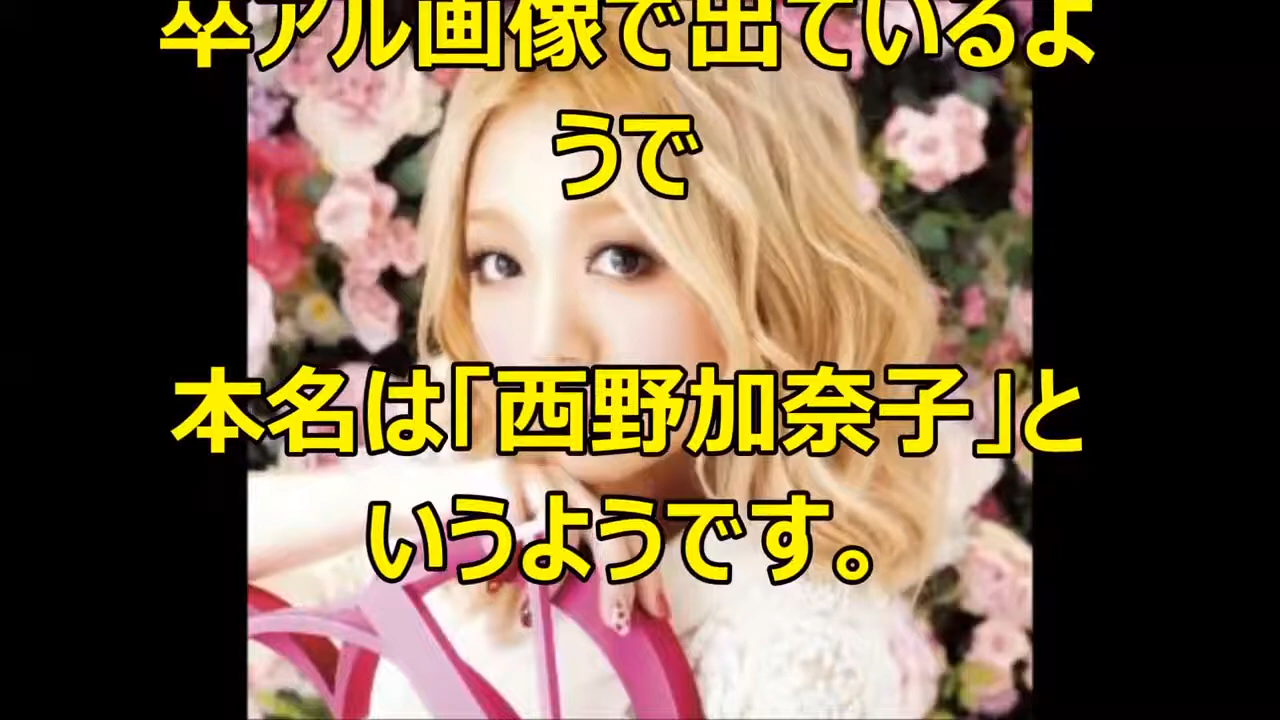 卒アル画像で出ているよ
うで
本名は「西野加奈子」と
いうようです。